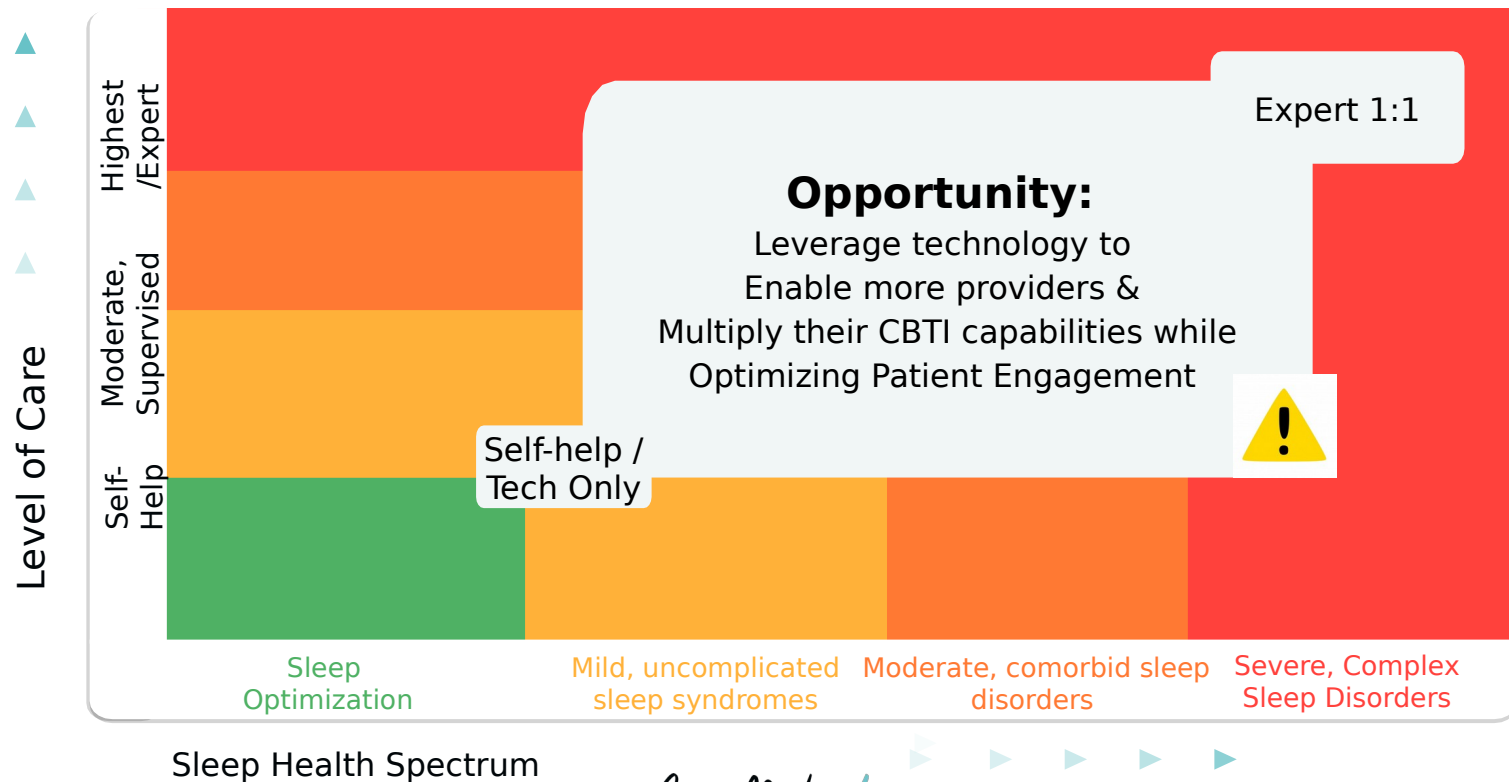 Highest
/Expert
Expert 1:1
Opportunity:
Leverage technology to
Enable more providers &
Multiply their CBTI capabilities while
Optimizing Patient Engagement
Moderate,
Supervised
Level of Care
Self-help /
Tech Only
Self-
Help
Sleep
Optimization
Mild, uncomplicated
sleep syndromes
Moderate, comorbid sleep
disorders
Severe, Complex
Sleep Disorders
Sleep Health Spectrum